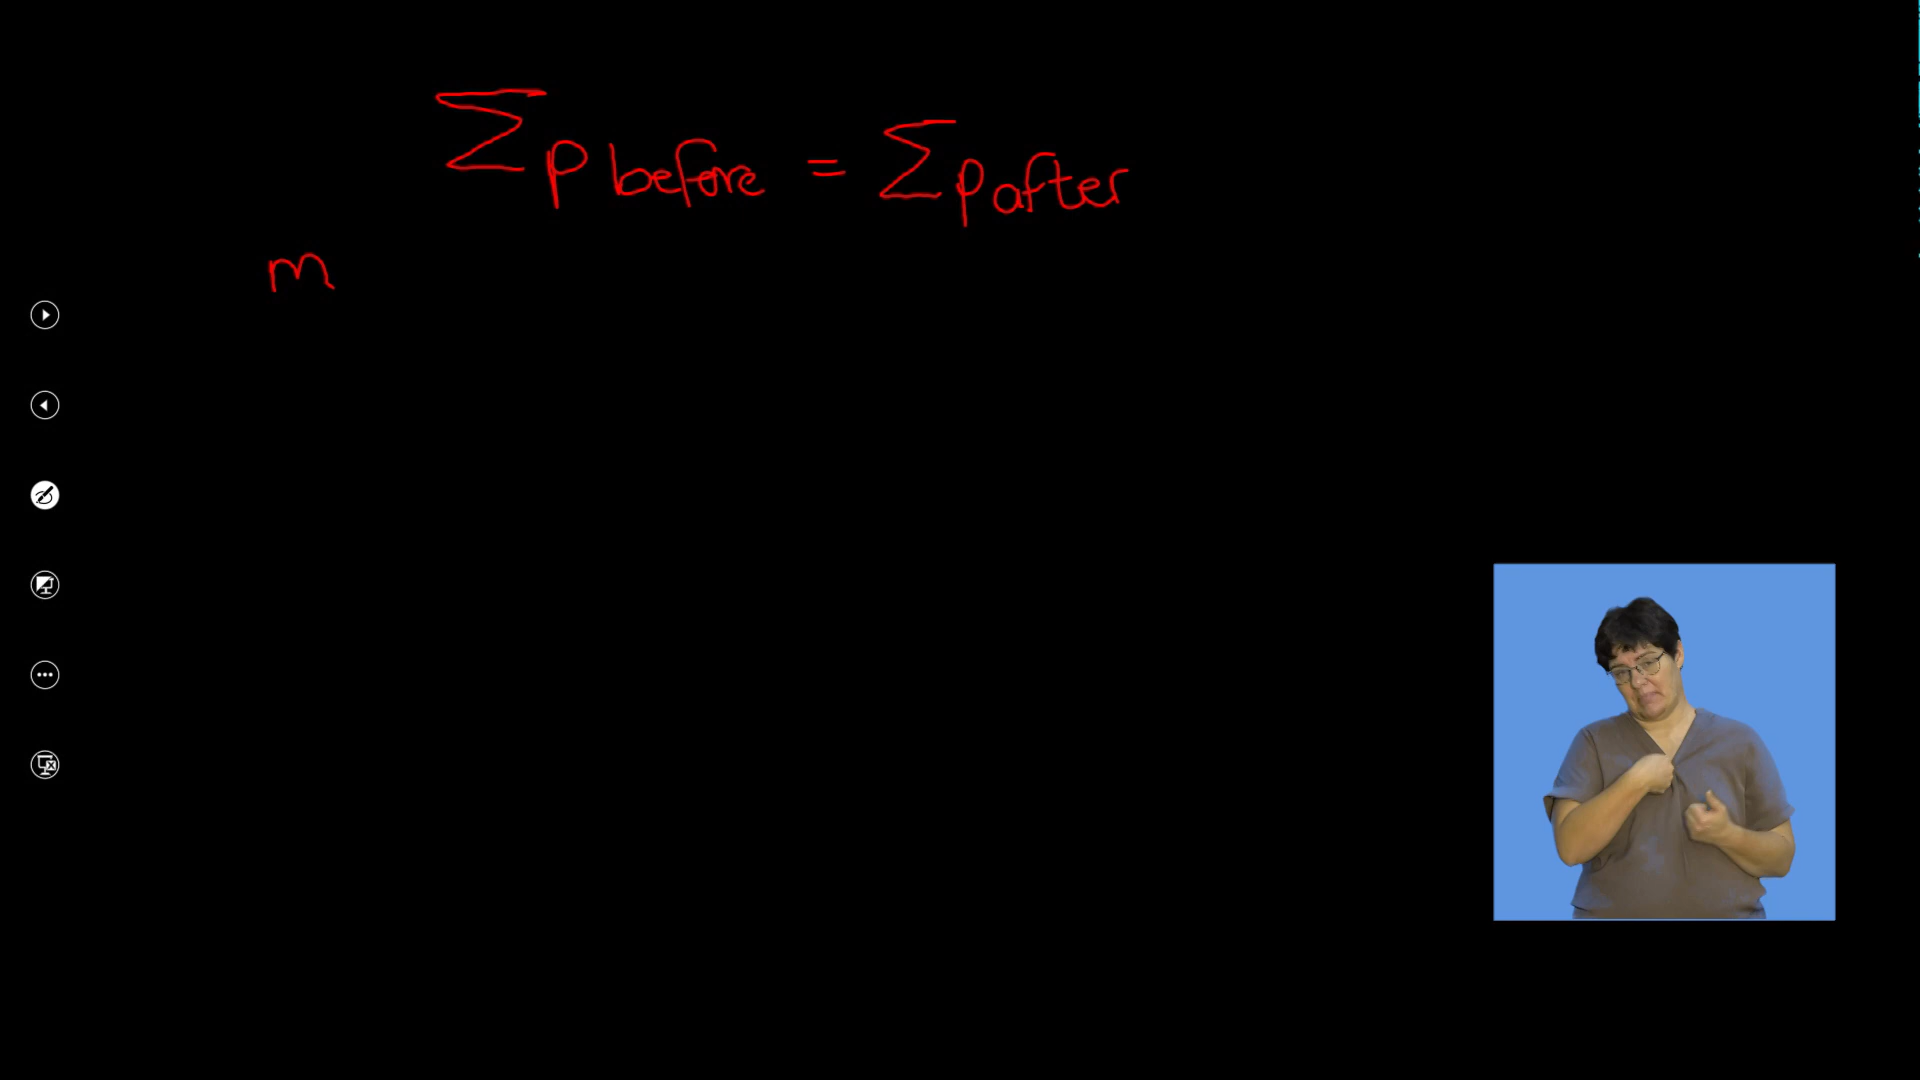 Σp before = Σp after
m